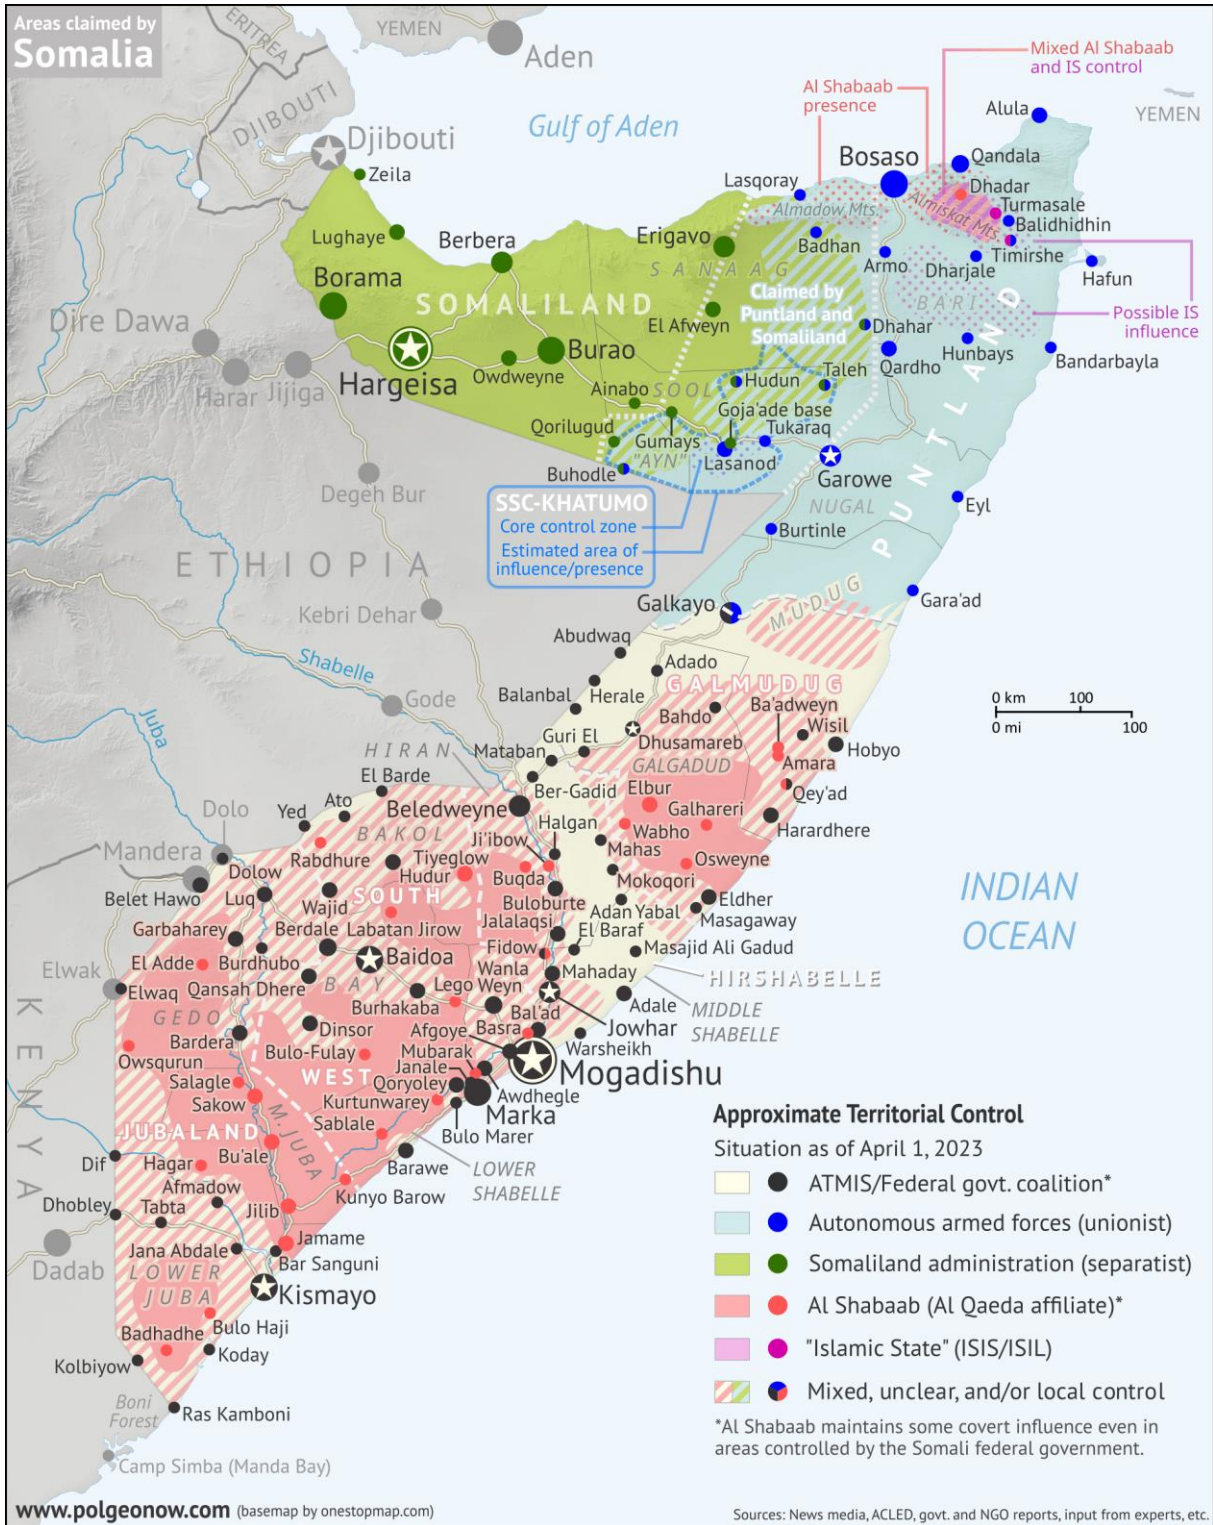 Areas claimed by
Somalia
ERITREA
YEMEN
Aden
DJIBOUTI
Djibouti
Gulf of Aden
Mixed Al Shabaab
and IS control
Al Shabaab
presence
YEMEN
Alula
Bosaso
Qandala
Zeila
Lasqoray
Dhadar
Turmasale
Almadow Mts.
Almiskat Mts.
Balidhidhin
Lughaye
Berbera
Erigavo
Badhan
Timirshe
SANAAG
Armo
Dharjale
Hafun
Borama
SOMALILAND
Claimed by
Puntland and
Somaliland
BARI
Possible IS
influence
Dire Dawa
El Afweyn
Dhahar
Hunbays
Bandarbayla
Harar
Jijiga
Hargeisa
Owdweyne
Burao
Taleh
Qardho
Ainabo
SOOL
Hudun
PUNTLAND
Goja'ade base
Qorilugud
Gumays
Tukaraq
"AYN"
Lasanod
Garowe
Buhodle
Degeh Bur
SSC-KHATUMO
Core control zone
Estimated area of
influence/presence
NUGAL
Eyl
Burtinle
ETHIOPIA
Kebri Dehar
Galkayo
MUDUG
Gara'ad
Shabelle
Abudwaq
Adado
Juba
Gode
Balanbal
Herale
GALMUDUG
0 km 100
0 mi 100
Bahdo
Ba'adweyn
Wisil
HIRAN
Guri El
Mataban
Dhusamareb
Hobyo
GALGADUD
Amara
El Barde
Ber-Gadid
Qey'ad
Dolo
Yed
Ato
Beledweyne
Elbur
Galhareri
BAKOL
Halgan
Harardhere
Mandera
Rabdhure
Tiyeglow
Ji'ibow
Wabho
Mahas
Dolow
Hudur
Buqda
Osweyne
Belet Hawo
Luq
Wajid
SOUTH
Mokoqori
INDIAN
OCEAN
Buloburte
Eldher
Garbaharey
Berdale
Labatan Jirow
Jalalaqsi
Adan Yabal
Masagaway
El Baraf
Baidoa
Fidow
Masajid Ali Gadud
Elwak
El Adde
Burdhubo
Wanla
Weyn
Mahaday
HIRSHABELLE
Elwaq
Qansah Dhere
BAY
Lego
Burhakaba
Adale
MIDDLE
SHABELLE
KENYA
GEDO
Dinsor
Bal'ad
Jowhar
Afgoye
Basra
Bardera
Warsheikh
Owsqurun
Bulo-Fulay
Mubarak
Mogadishu
Salagle
WEST
Janale
Qoryoley
Awdhegle
Sakow
Kurtunwarey
Marka
M. JUBA
Sablale
Bulo Marer
JUBALAND
Bu'ale
Dif
Hagar
Barawe
LOWER
SHABELLE
Afmadow
Kunyo Barow
Dhobley
Tabta
Jilib
Jamame
Jana Abdale
Bar Sanguni
Dadab
LOWER
JUBA
Kismayo
Bulo Haji
Badhadhe
Koday
Kolbiyow
Boni
Forest
Ras Kamboni
Camp Simba (Manda Bay)
Approximate Territorial Control
Situation as of April 1, 2023
ATMIS/Federal govt. coalition*
Autonomous armed forces (unionist)
Somaliland administration (separatist)
Al Shabaab (Al Qaeda affiliate)*
"Islamic State" (ISIS/ISIL)
Mixed, unclear, and/or local control
*Al Shabaab maintains some covert influence even in
areas controlled by the Somali federal government.
www.polgeonow.com (basemap by onestopmap.com)
Sources: News media, ACLED, govt. and NGO reports, input from experts, etc.